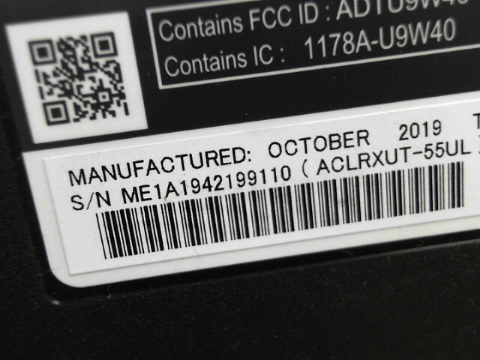 Contains FCC ID : ADTU9W40
Contains IC : 1178A-U9W40
MANUFACTURED: OCTOBER 2019
S/N ME1A1942199110 ( ACLRXUT-55UL